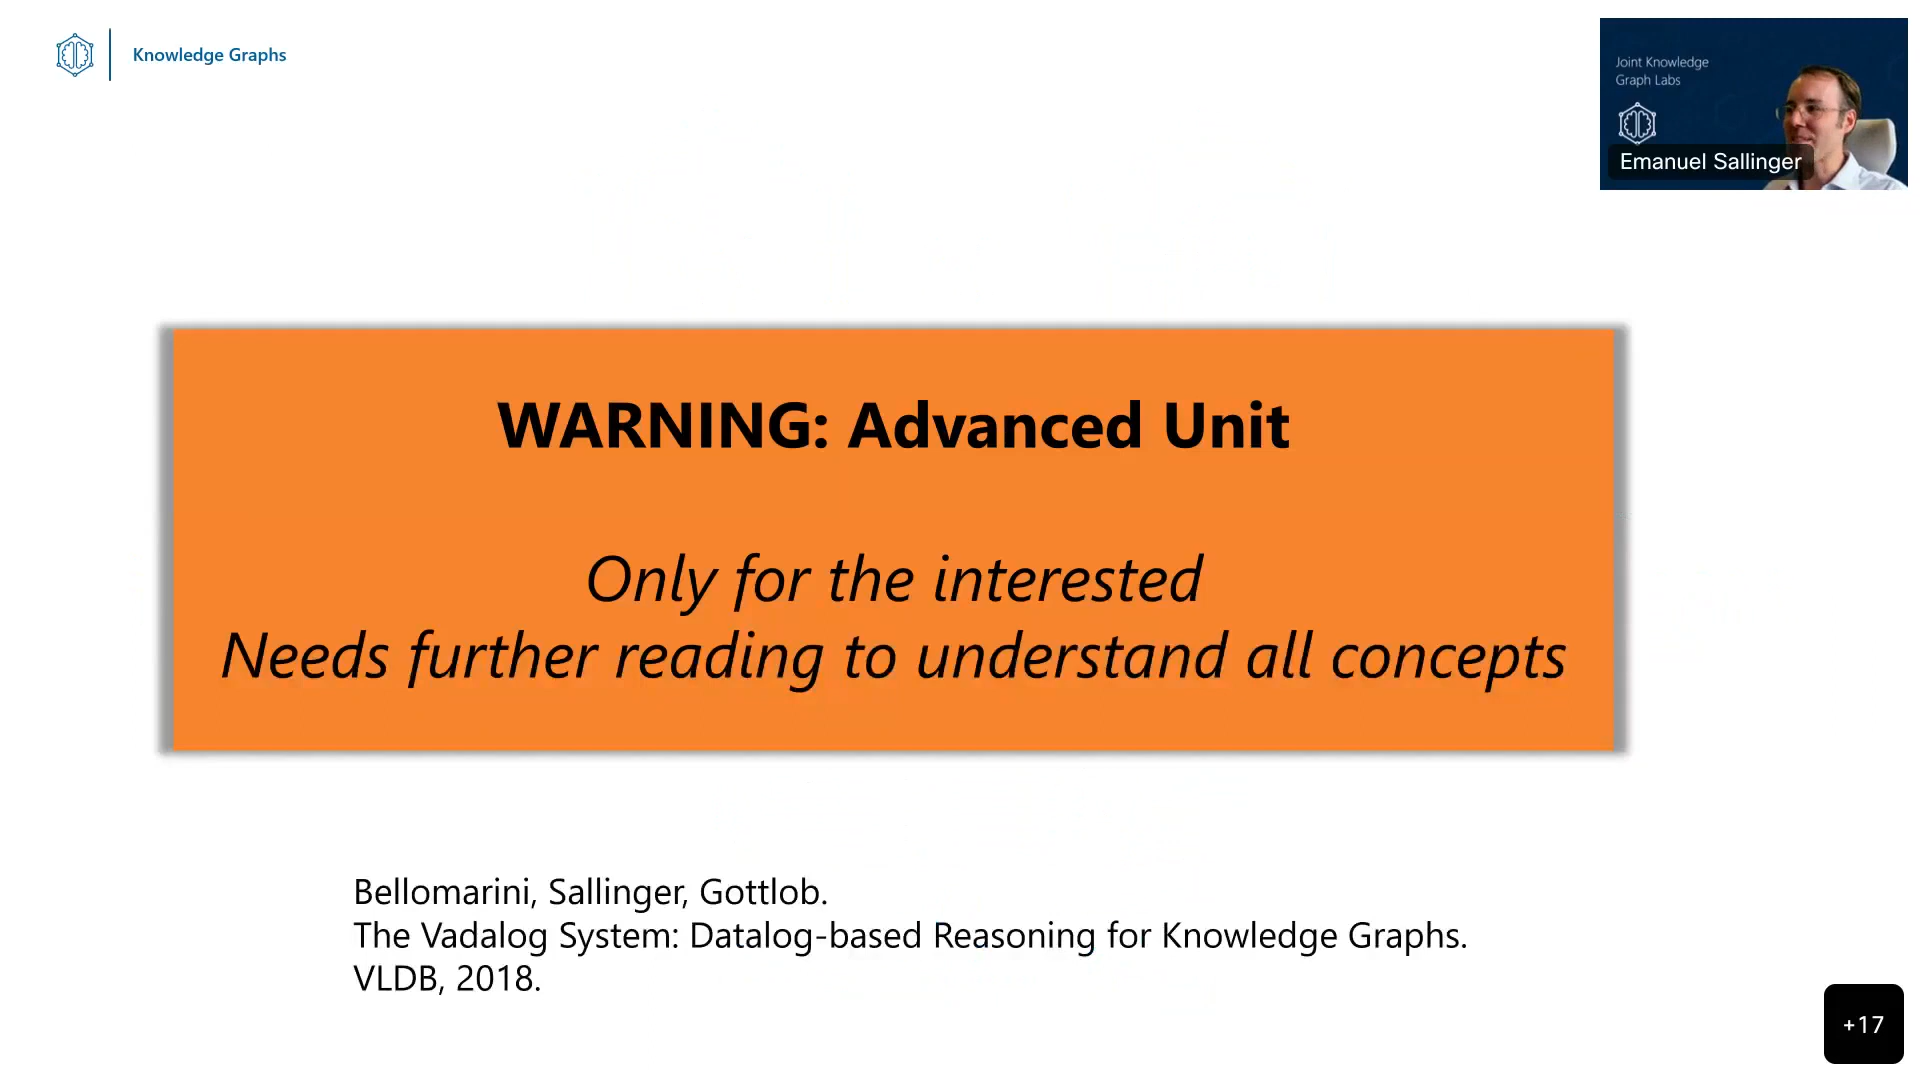 Knowledge Graphs
Joint Knowledge
Graph Labs
Emanuel Sallinger
WARNING: Advanced Unit
Only for the interested
Needs further reading to understand all concepts
Bellomarini, Sallinger, Gottlob.
The Vadalog System: Datalog-based Reasoning for Knowledge Graphs.
VLDB, 2018.
+17